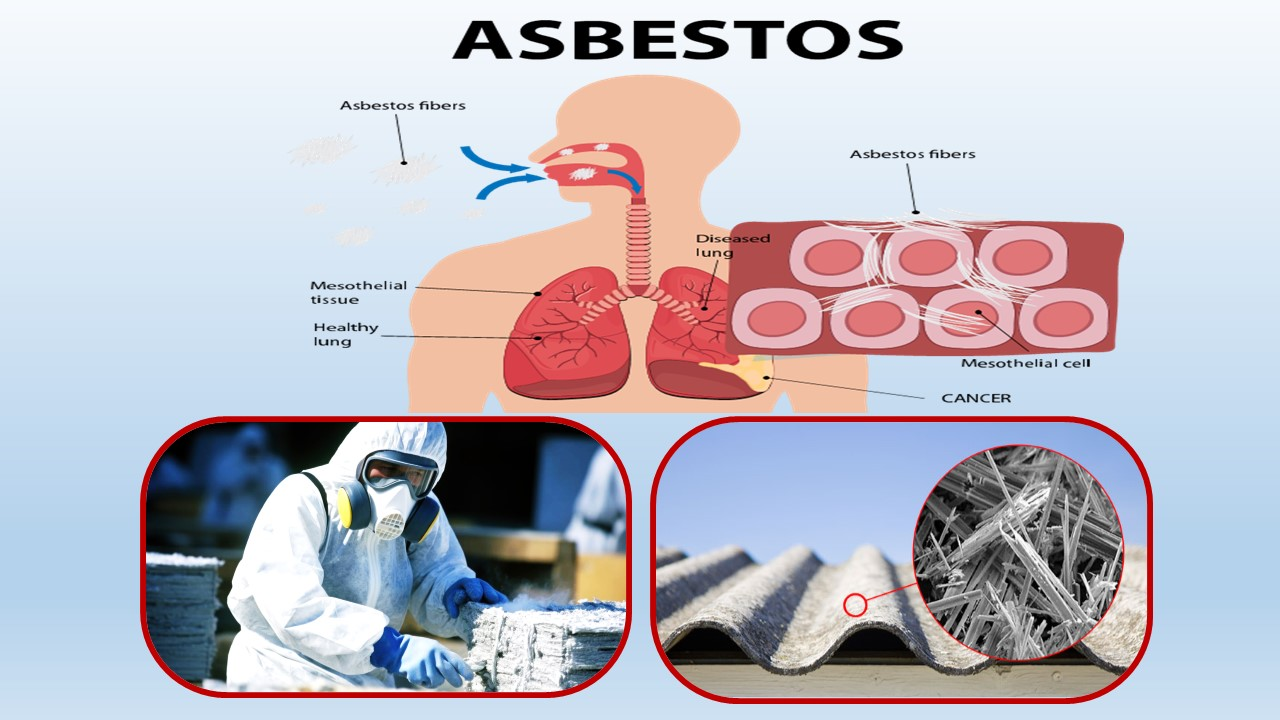 ASBESTOS
Asbestos fibers
Asbestos fibers
Diseased
lung
Mesothelial
tissue
Healthy
lung
Mesothelial cell
CANCER